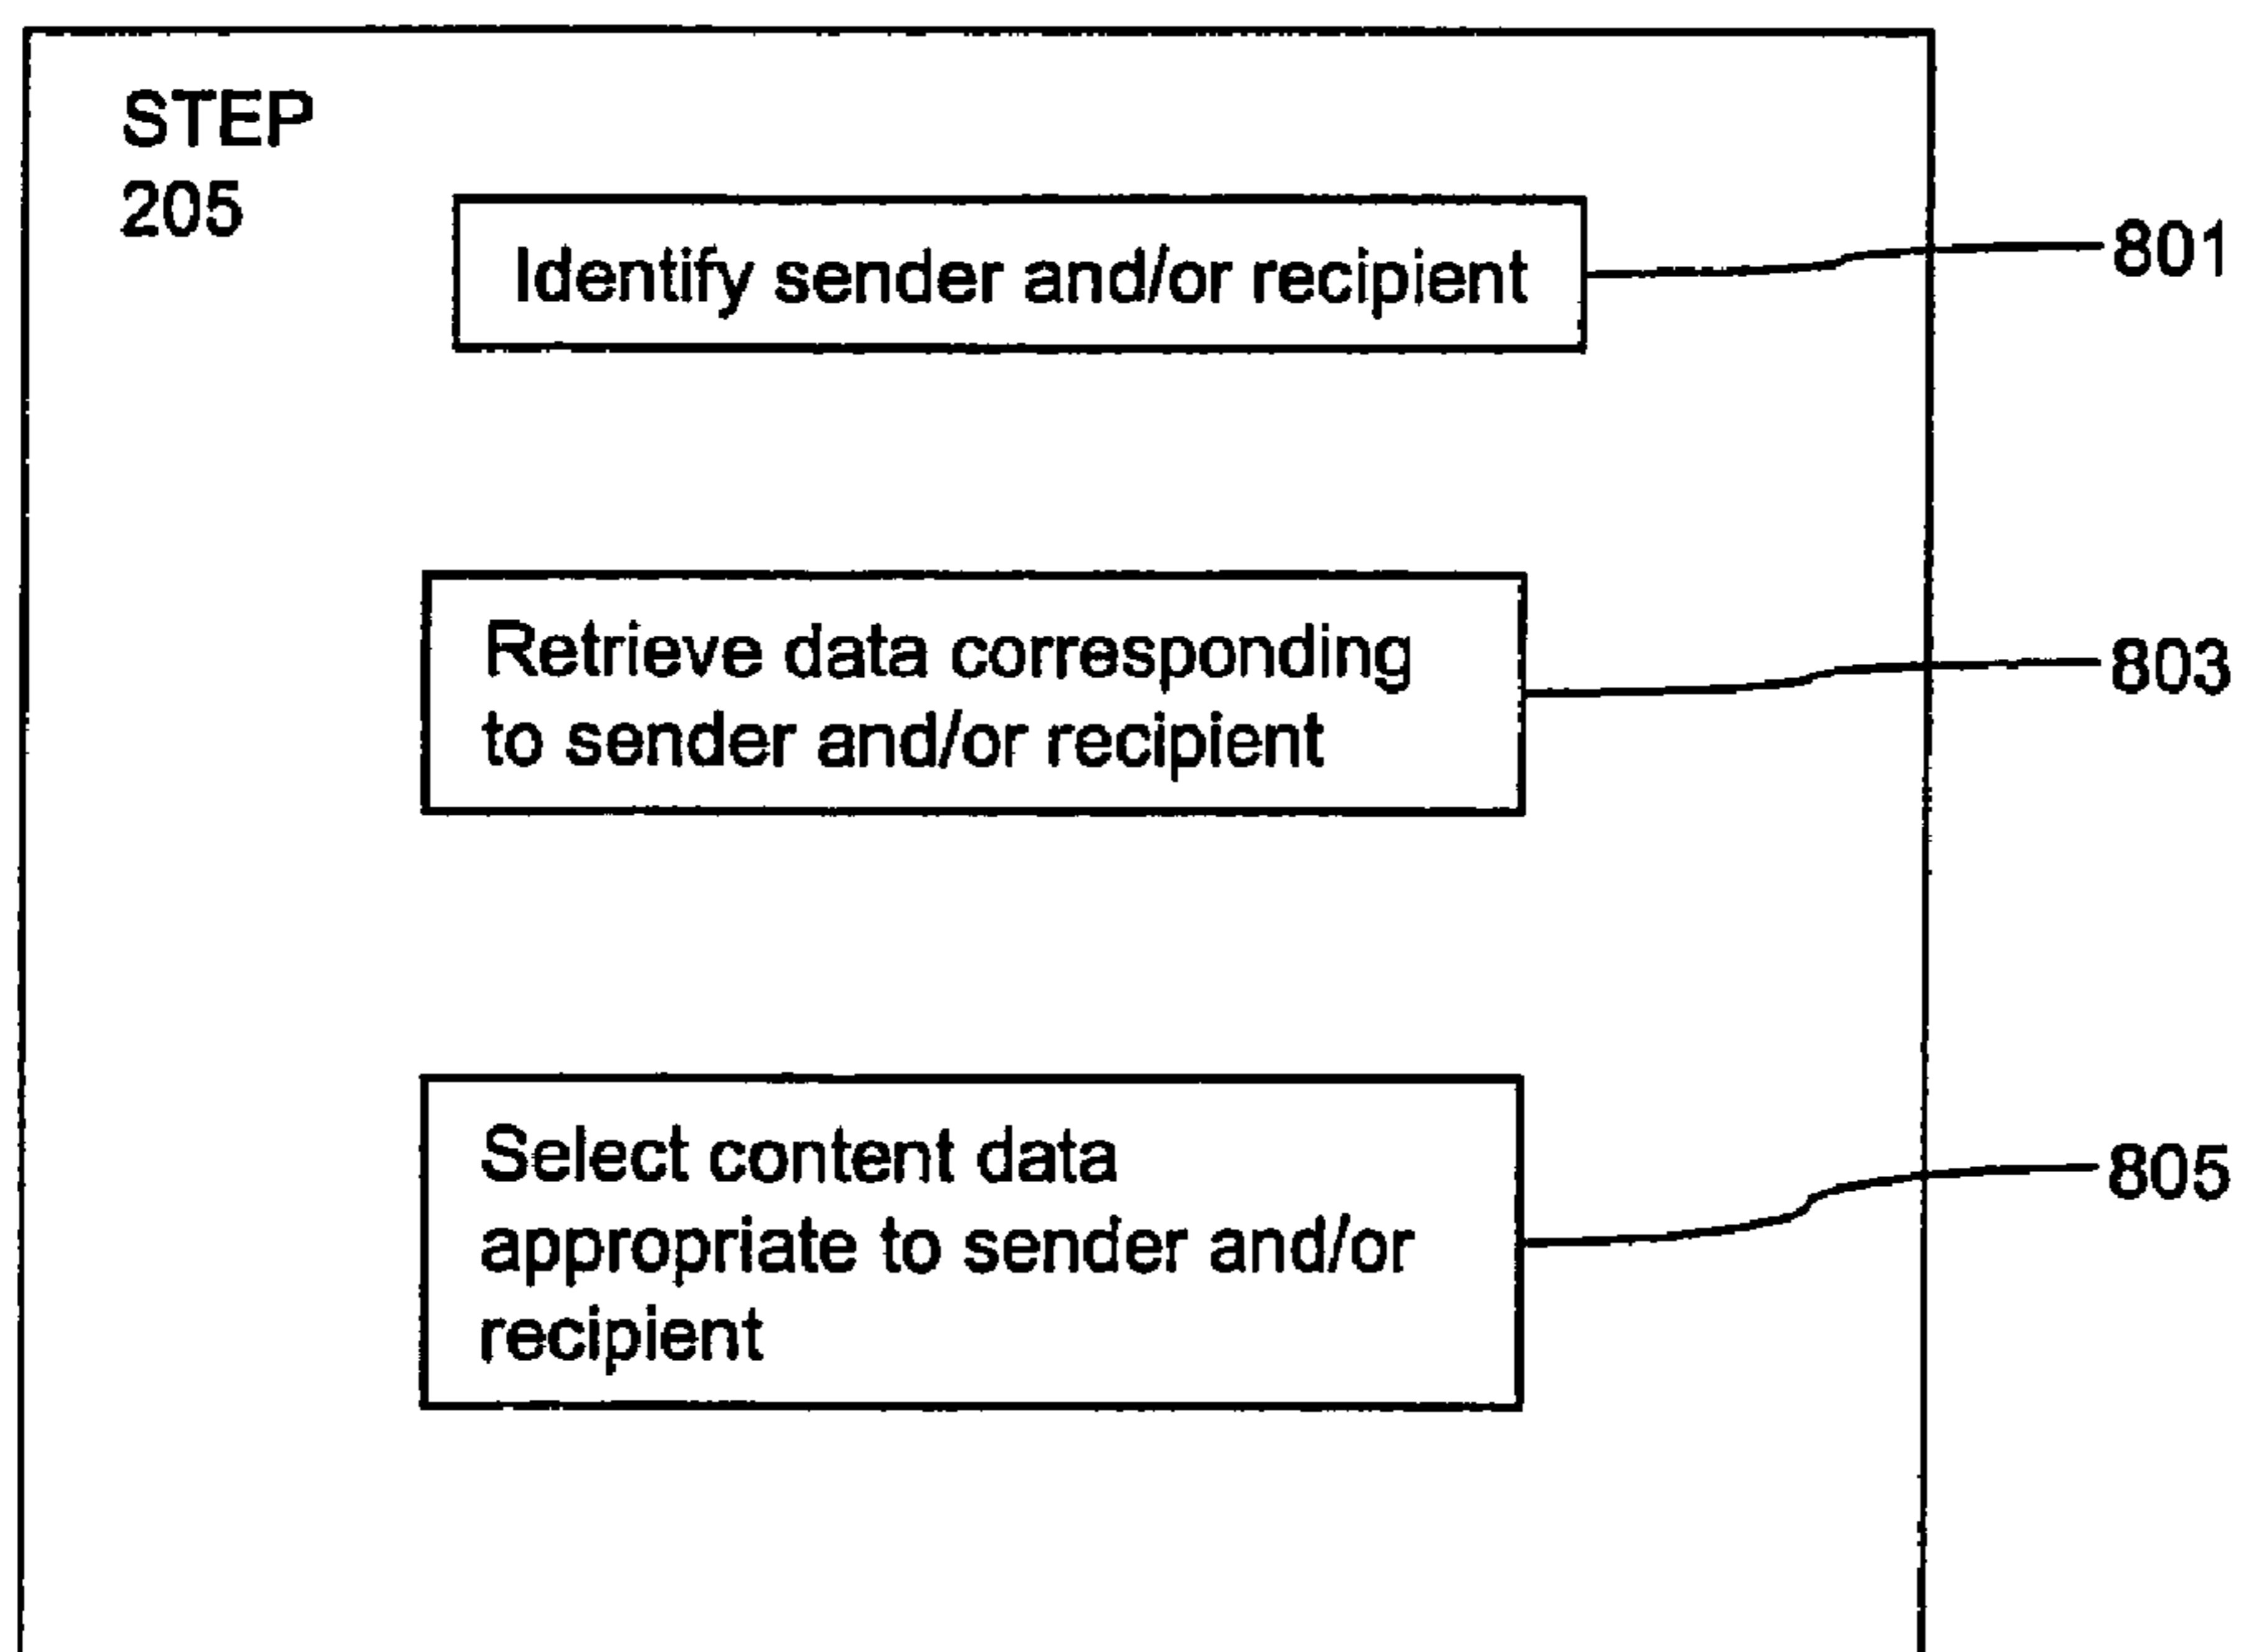 STEP
205
Identify sender and/or recipient
801
Retrieve data corresponding
to sender and/or recipient
803
Select content data
appropriate to sender and/or
recipient
805